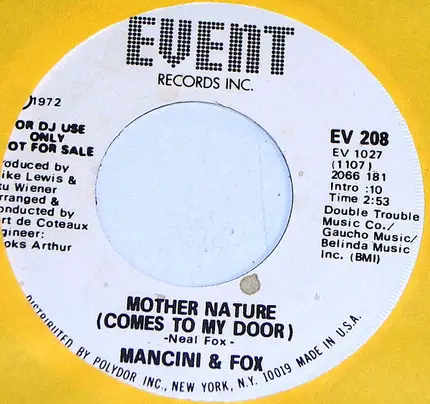 EVENT
RECORDS INC.
1972
OR DJ USE
ONLY
OT FOR SALE
roduced by
ike Lewis &
tu Wiener
rranged &
onducted by
rt de Coteaux
gineer:
oks Arthur
EV 208
EV 1027
(1107)
2066 181
Intro :10
Time 2:53
Double Trouble
Music Co./
Gaucho Music/
Belinda Music
Inc. (BMI)
MOTHER NATURE
(COMES TO MY DOOR)
-Neal Fox-
MANCINI & FOX
DISTRIBUTED BY POLYDOR INC., NEW YORK, N.Y. 10019 MADE IN U.S.A.